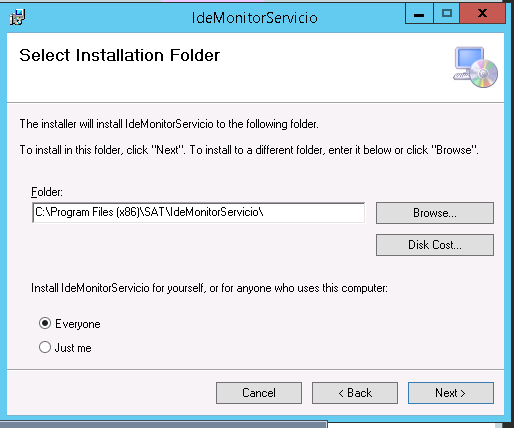 IdeMonitorServicio
Select Installation Folder
The installer will install IdeMonitorServicio to the following folder.
To install in this folder, click "Next". To install to a different folder, enter it below or click "Browse".
Folder:
C:\Program Files (x86)\SAT\IdeMonitorServicio\
Browse...
Disk Cost...
Install IdeMonitorServicio for yourself, or for anyone who uses this computer:
Everyone
Just me
Cancel
< Back
Next >